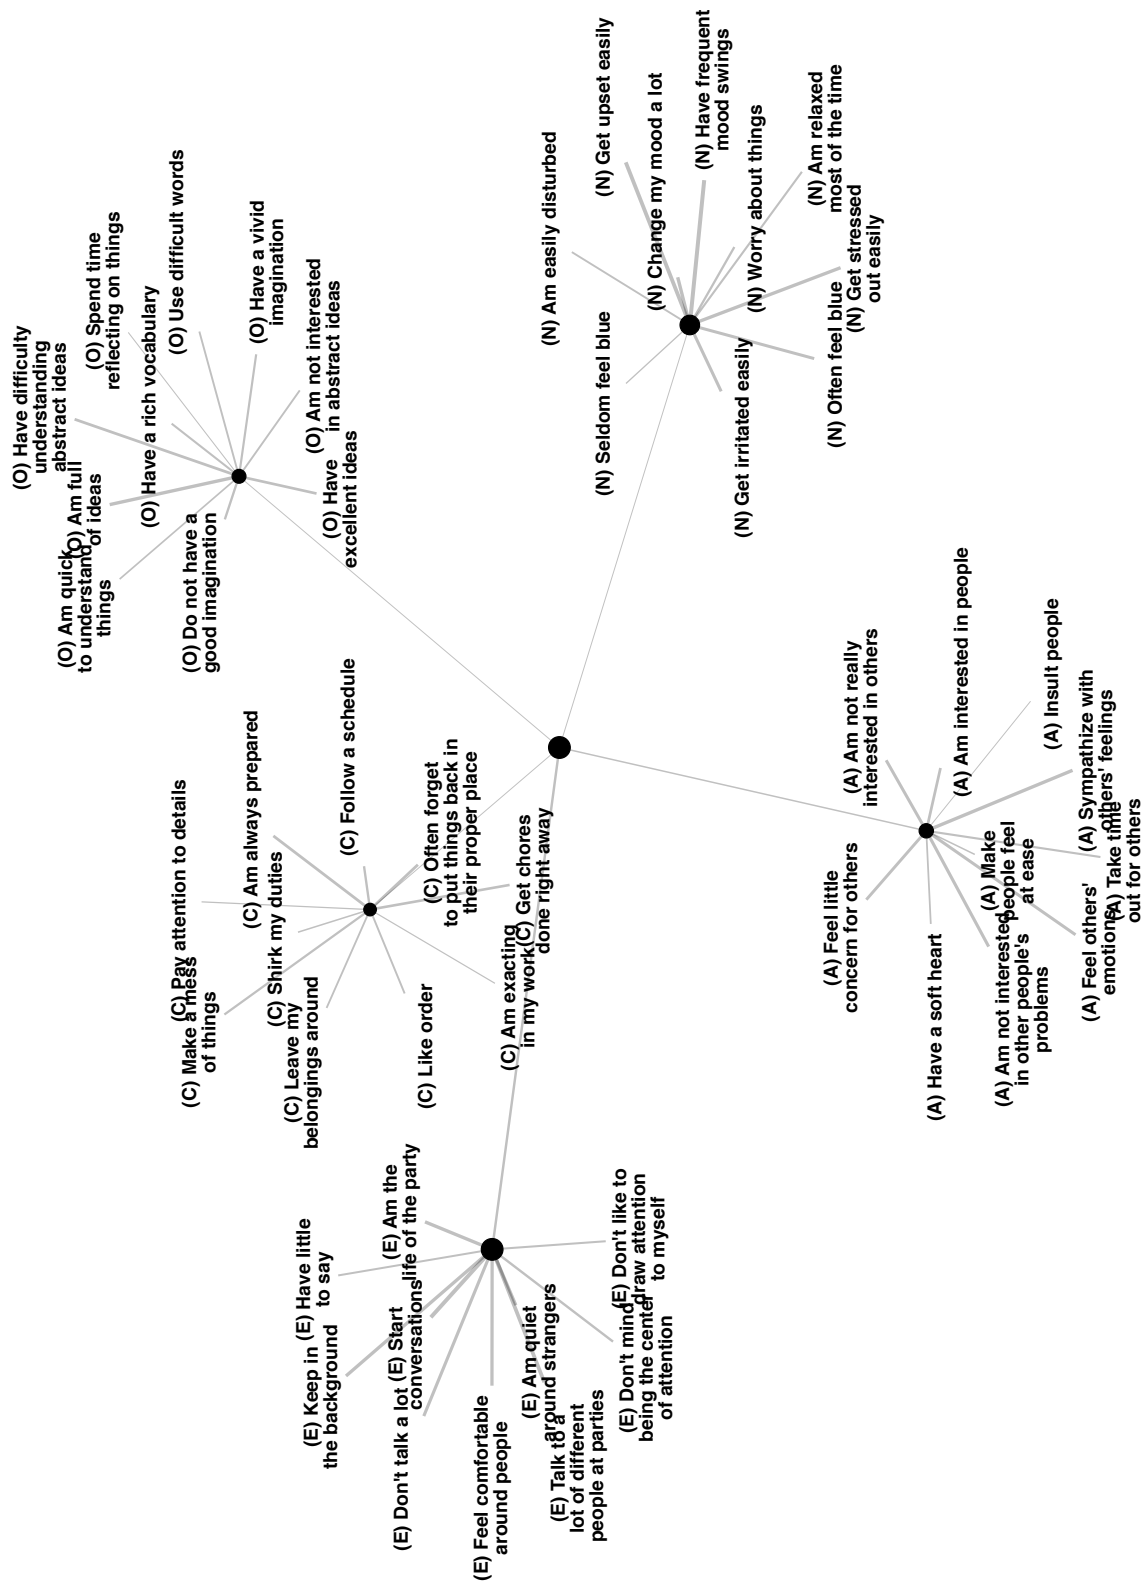 (O) Have difficulty
understanding
abstract ideas
(O) Spend time
reflecting on things
(O) Use difficult words
(O) Have a rich vocabulary
(O) Have a vivid
imagination
(O) Am not interested
in abstract ideas
(O) Have
excellent ideas
(O) Am full
of ideas
(O) Am quick
to understand
things
(O) Do not have a
good imagination
(N) Am easily disturbed
(N) Get upset easily
(N) Change my mood a lot
(N) Have frequent
mood swings
(N) Worry about things
(N) Am relaxed
most of the time
(N) Get stressed
out easily
(N) Often feel blue
(N) Get irritated easily
(N) Seldom feel blue
(C) Pay attention to details
(C) Make a mess
of things
(C) Am always prepared
(C) Shirk my duties
(C) Leave my
belongings around
(C) Follow a schedule
(C) Like order
(C) Often forget
to put things back in
their proper place
(C) Get chores
done right away
(C) Am exacting
in my work
(A) Am not really
interested in others
(A) Feel little
concern for others
(A) Am interested in people
(A) Have a soft heart
(A) Make
people feel
at ease
(A) Am not interested
in other people's
problems
(A) Insult people
(A) Sympathize with
others' feelings
(A) Take time
out for others
(A) Feel others'
emotions
(E) Have little
to say
(E) Keep in
the background
(E) Am the
life of the party
(E) Start
conversations
(E) Don't talk a lot
(E) Feel comfortable
around people
(E) Am quiet
around strangers
(E) Talk to a
lot of different
people at parties
(E) Don't like to
draw attention
to myself
(E) Don't mind
being the center
of attention